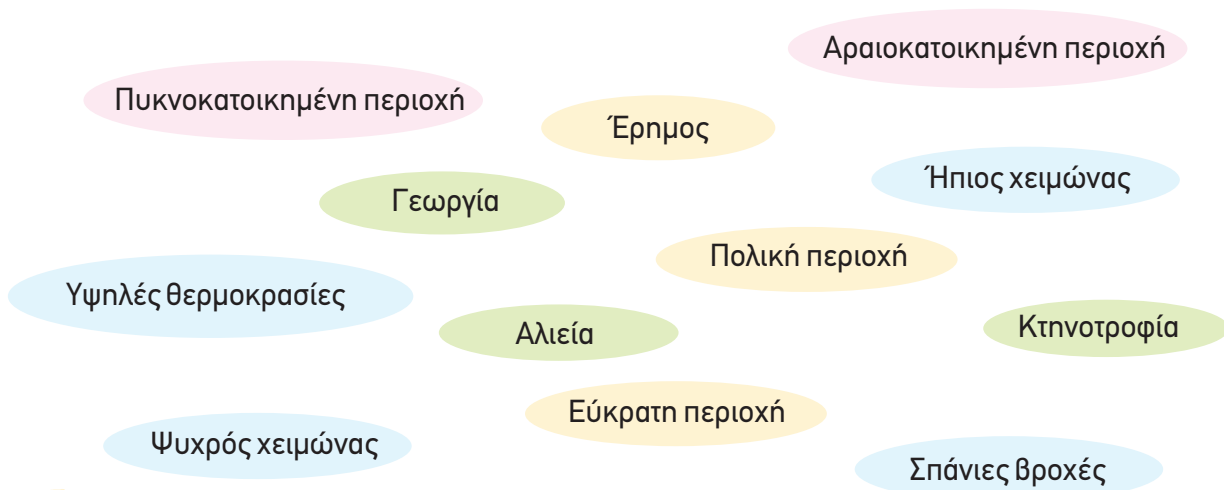 Αραιοκατοικημένη περιοχή
Πυκνοκατοικημένη περιοχή
Έρημος
Ήπιος χειμώνας
Γεωργία
Πολική περιοχή
Υψηλές θερμοκρασίες
Αλιεία
Κτηνοτροφία
Εύκρατη περιοχή
Ψυχρός χειμώνας
Σπάνιες βροχές